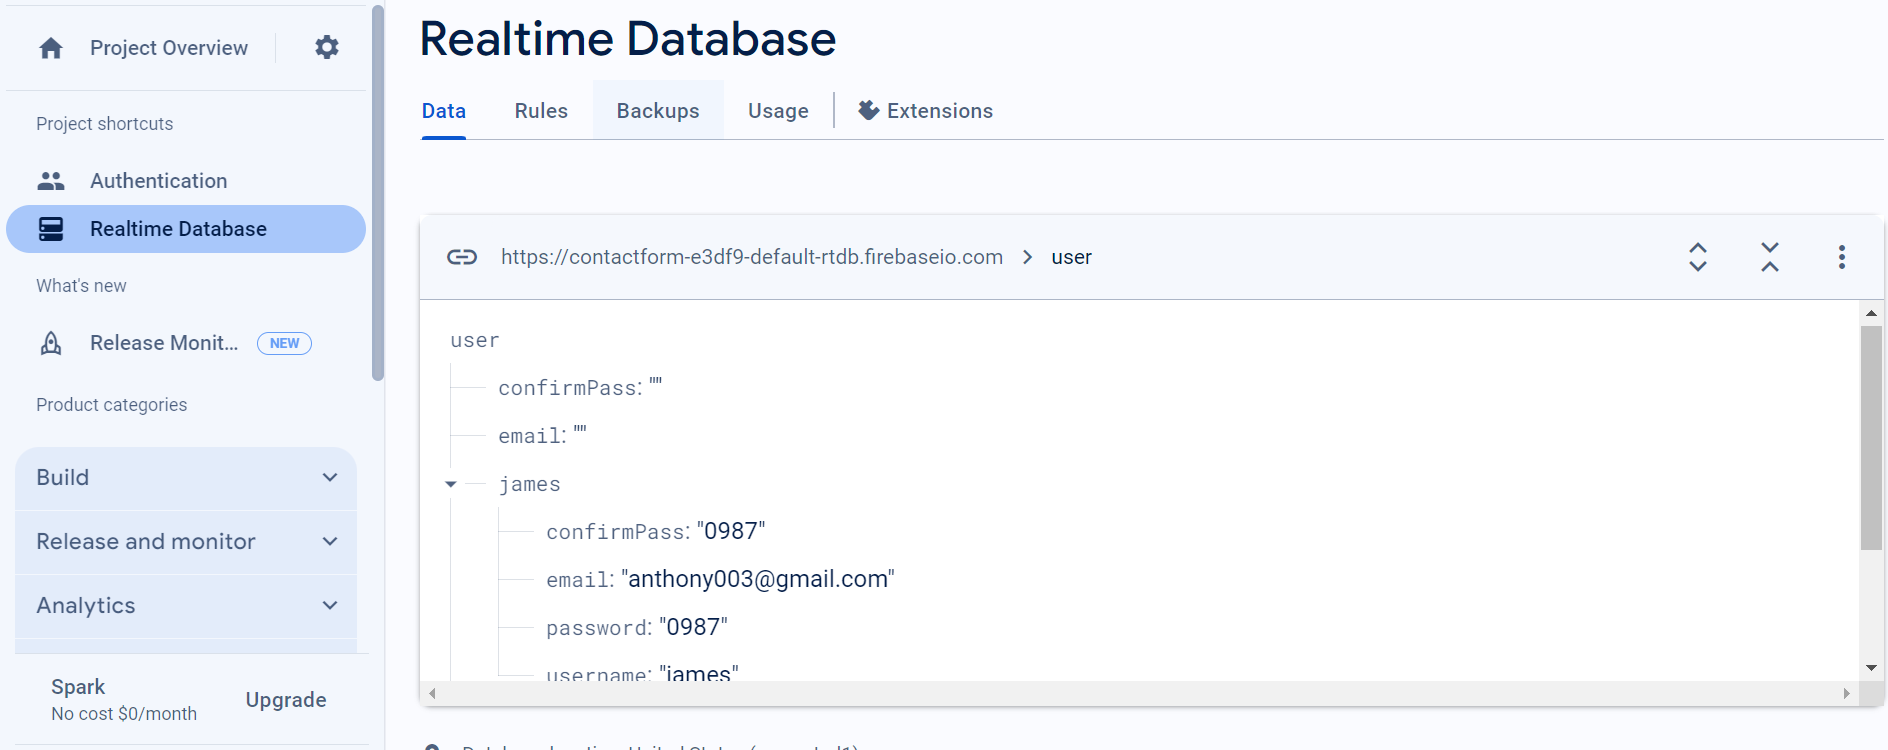 Project Overview
Project shortcuts
Authentication
Realtime Database
What's new
Release Monit... NEW
Product categories
Build
Release and monitor
Analytics
Spark
No cost $0/month
Upgrade
Realtime Database
Data Rules Backups Usage Extensions
https://contactform-e3df9-default-rtdb.firebaseio.com > user
user
confirmPass: ""
email: ""
james
confirmPass: "0987"
email: "anthony003@gmail.com"
password: "0987"
username: "james"